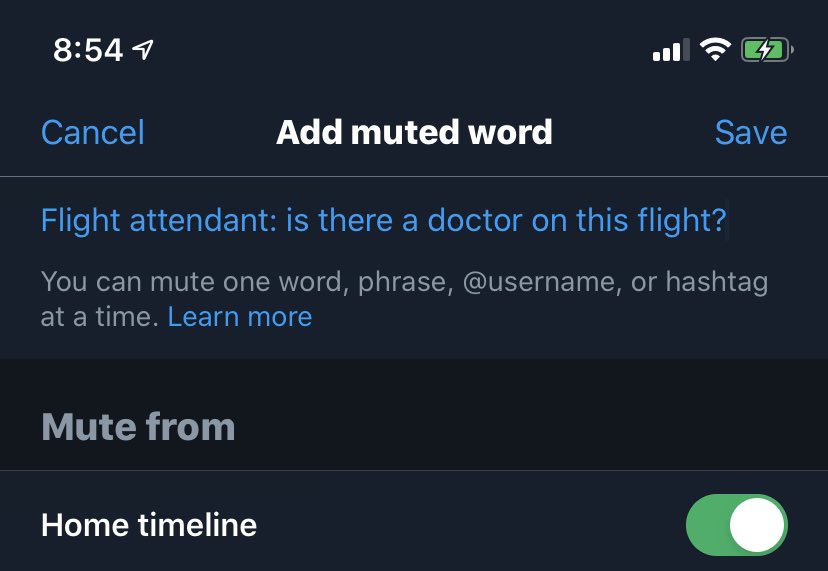 8:54
Cancel Add muted word Save
Flight attendant: is there a doctor on this flight?
You can mute one word, phrase, @username, or hashtag
at a time. Learn more
Mute from
Home timeline